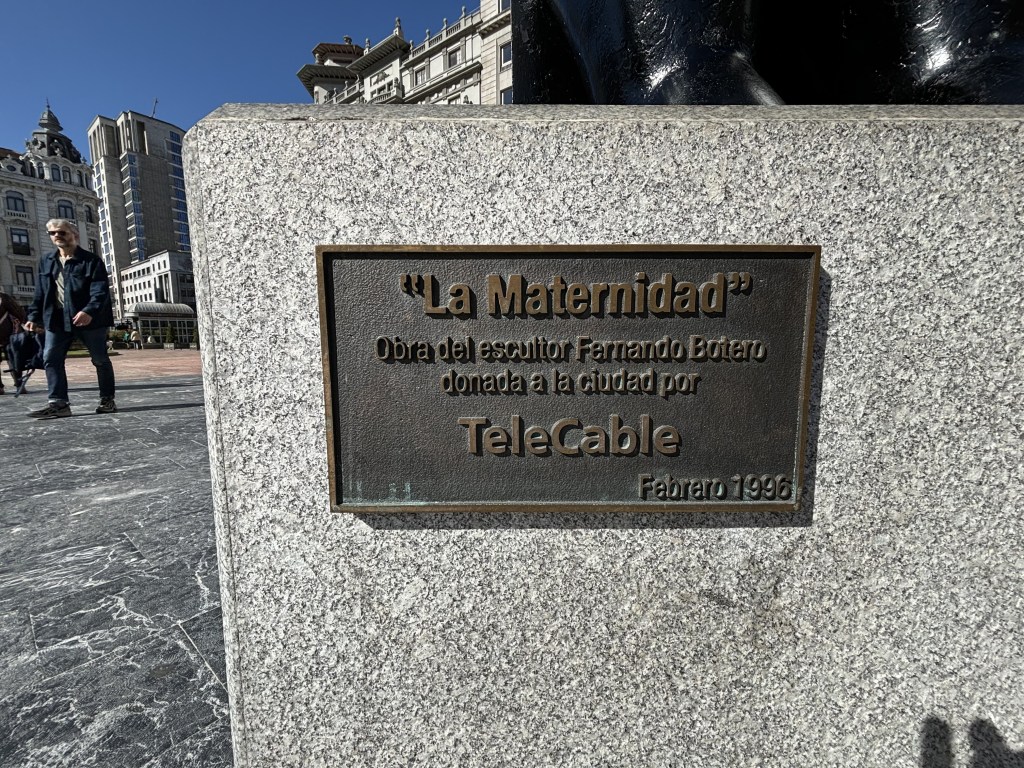 "La Maternidad"
Obra del escultor Fernando Botero
donada a la ciudad por
TeleCable
Febrero 1996